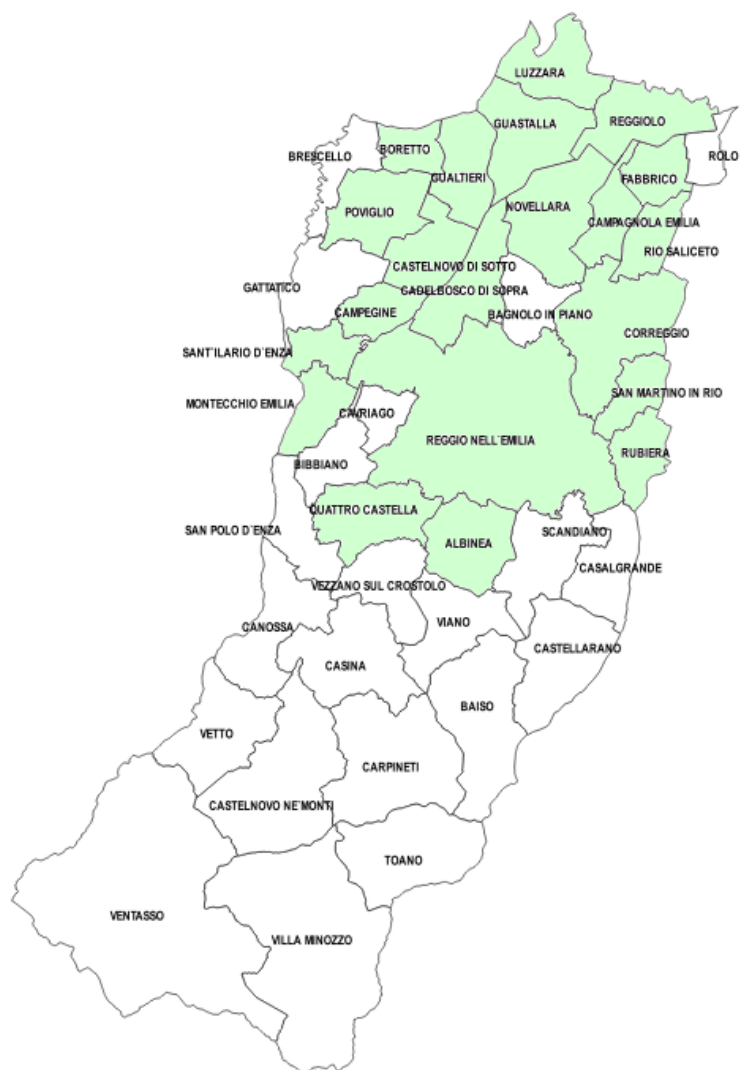 LUZZARA
GUASTALLA
REGGIOLO
BORETTO
BRESCELLO
ROLO
GUALTIERI
FABBRICO
POVIGLIO
NOVELLARA
CAMPAGNOLA EMILIA
RIO SALICETO
CASTELNOVO DI SOTTO
GATTATICO
CADELBOSCO DI SOPRA
CAMPEGINE
BAGNOLO IN PIANO
CORREGGIO
SANT'ILARIO D'ENZA
SAN MARTINO IN RIO
MONTECCHIO EMILIA
CAVRIAGO
REGGIO NELL'EMILIA
RUBIERA
BIBBIANO
QUATTRO CASTELLA
SAN POLO D'ENZA
SCANDIANO
ALBINEA
CASALGRANDE
VEZZANO SUL CROSTOLO
VIANO
CANOSSA
CASTELLARANO
CASINA
BAISO
VETTO
CARPINETI
CASTELNOVO NE'MONTI
TOANO
VENTASSO
VILLA MINOZZO